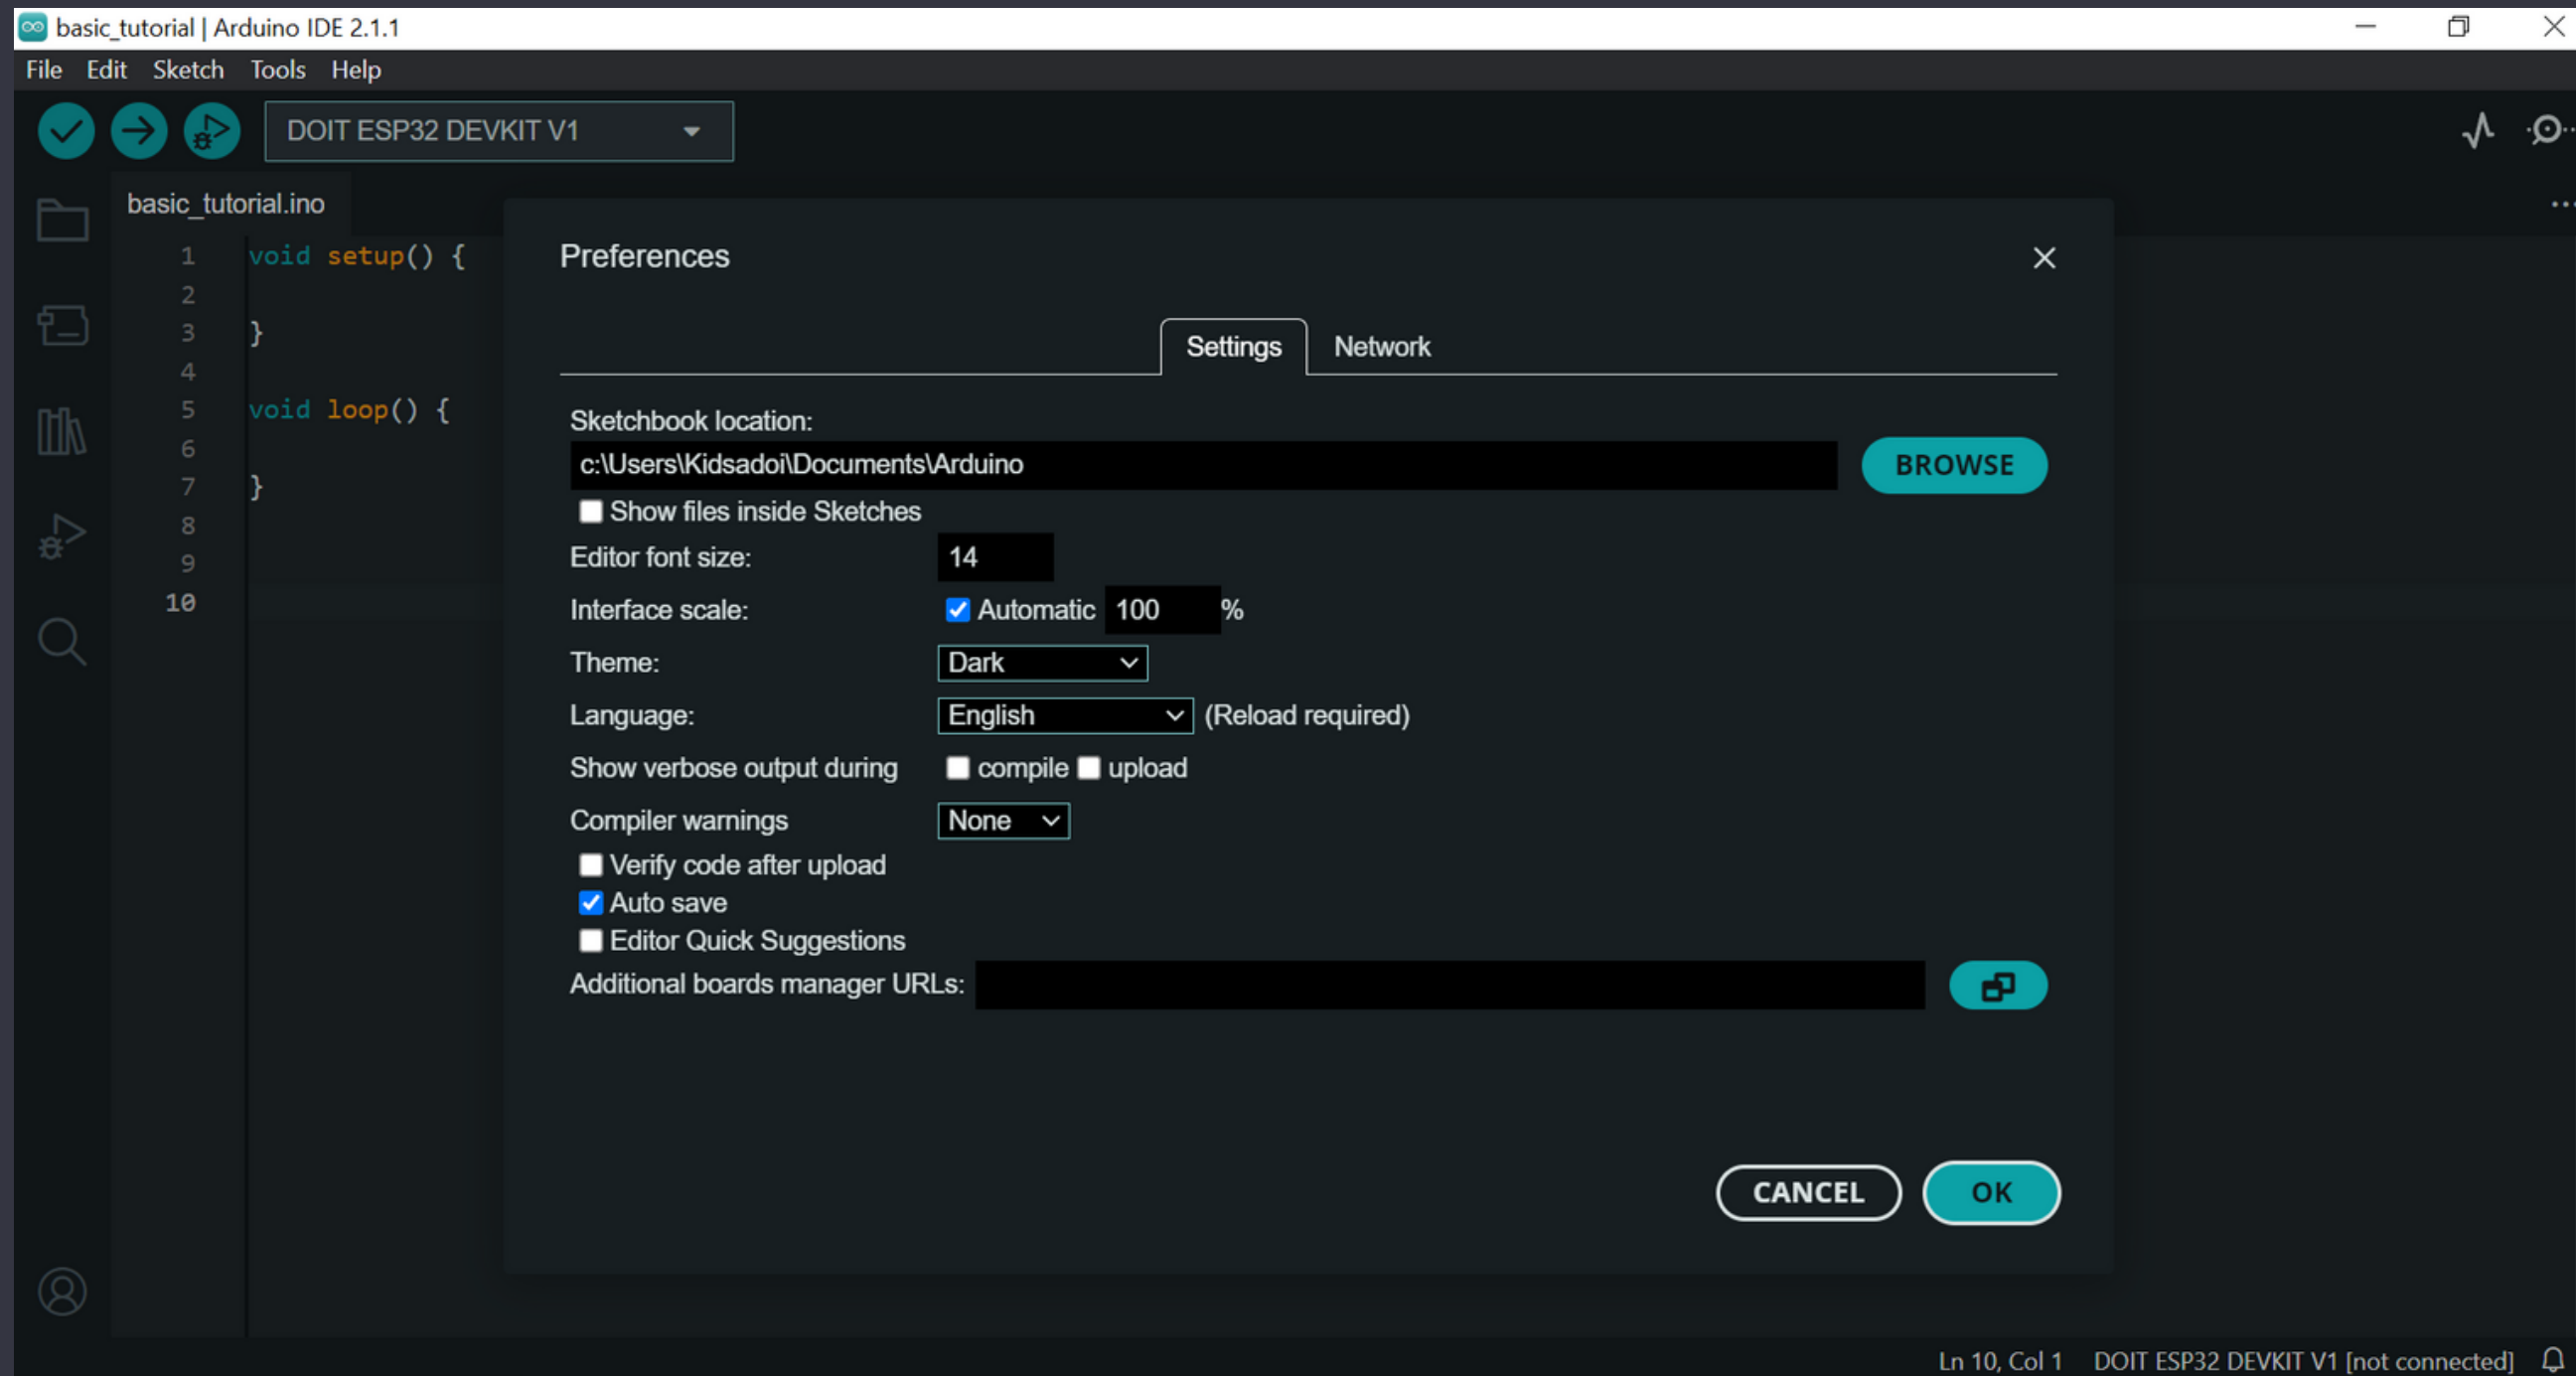 basic_tutorial | Arduino IDE 2.1.1
File Edit Sketch Tools Help
DOIT ESP32 DEVKIT V1
basic_tutorial.ino
1 void setup() {
2
3 }
4
5 void loop() {
6
7 }
8
9
10
Preferences
Settings Network
Sketchbook location:
c:\Users\Kidsadoi\Documents\Arduino BROWSE
Show files inside Sketches
Editor font size: 14
Interface scale: Automatic 100 %
Theme: Dark
Language: English (Reload required)
Show verbose output during compile upload
Compiler warnings None
Verify code after upload
Auto save
Editor Quick Suggestions
Additional boards manager URLs:
CANCEL OK
Ln 10, Col 1 DOIT ESP32 DEVKIT V1 [not connected]